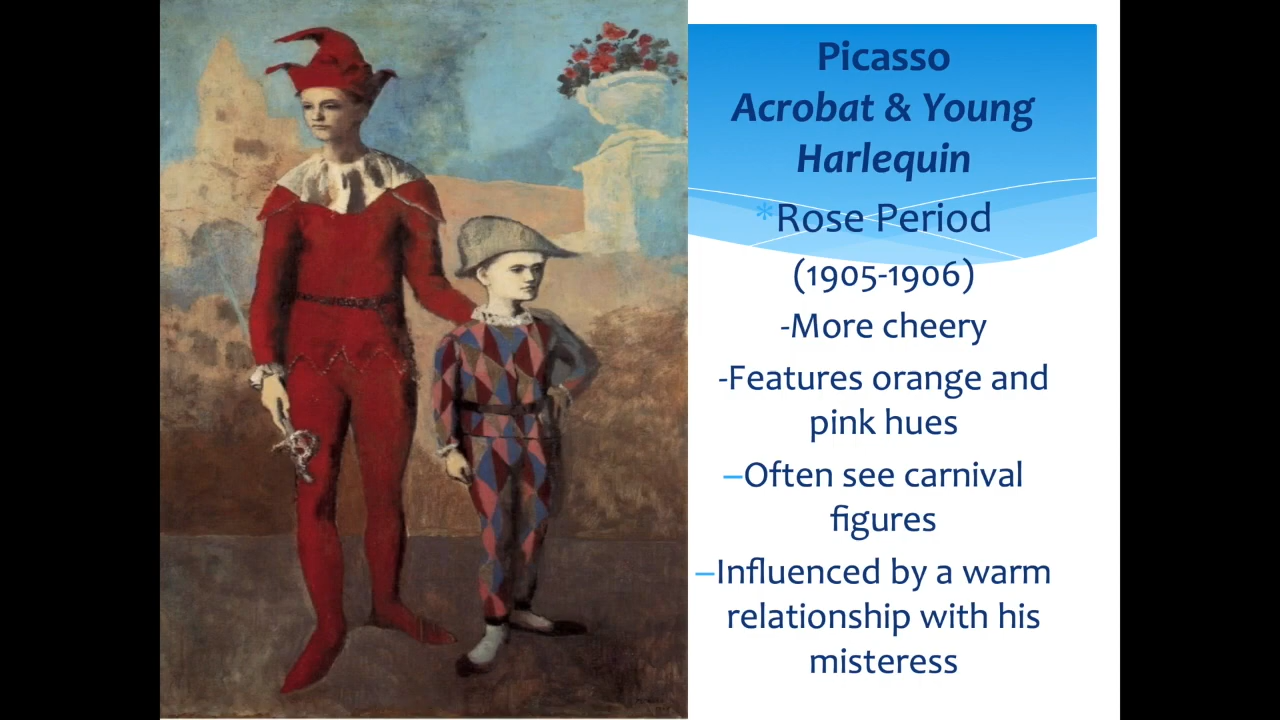 Picasso
Acrobat & Young
Harlequin
*Rose Period
(1905-1906)
-More cheery
-Features orange and
pink hues
–Often see carnival
figures
–Influenced by a warm
relationship with his
misteress